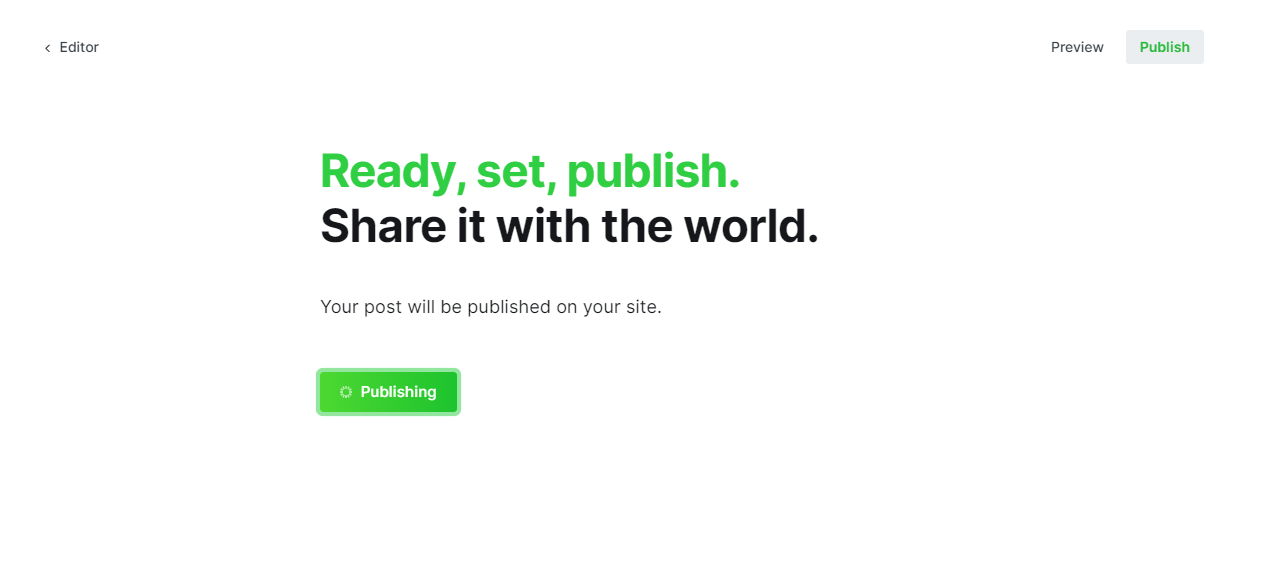 Editor
Preview
Publish
Ready, set, publish.
Share it with the world.
Your post will be published on your site.
Publishing